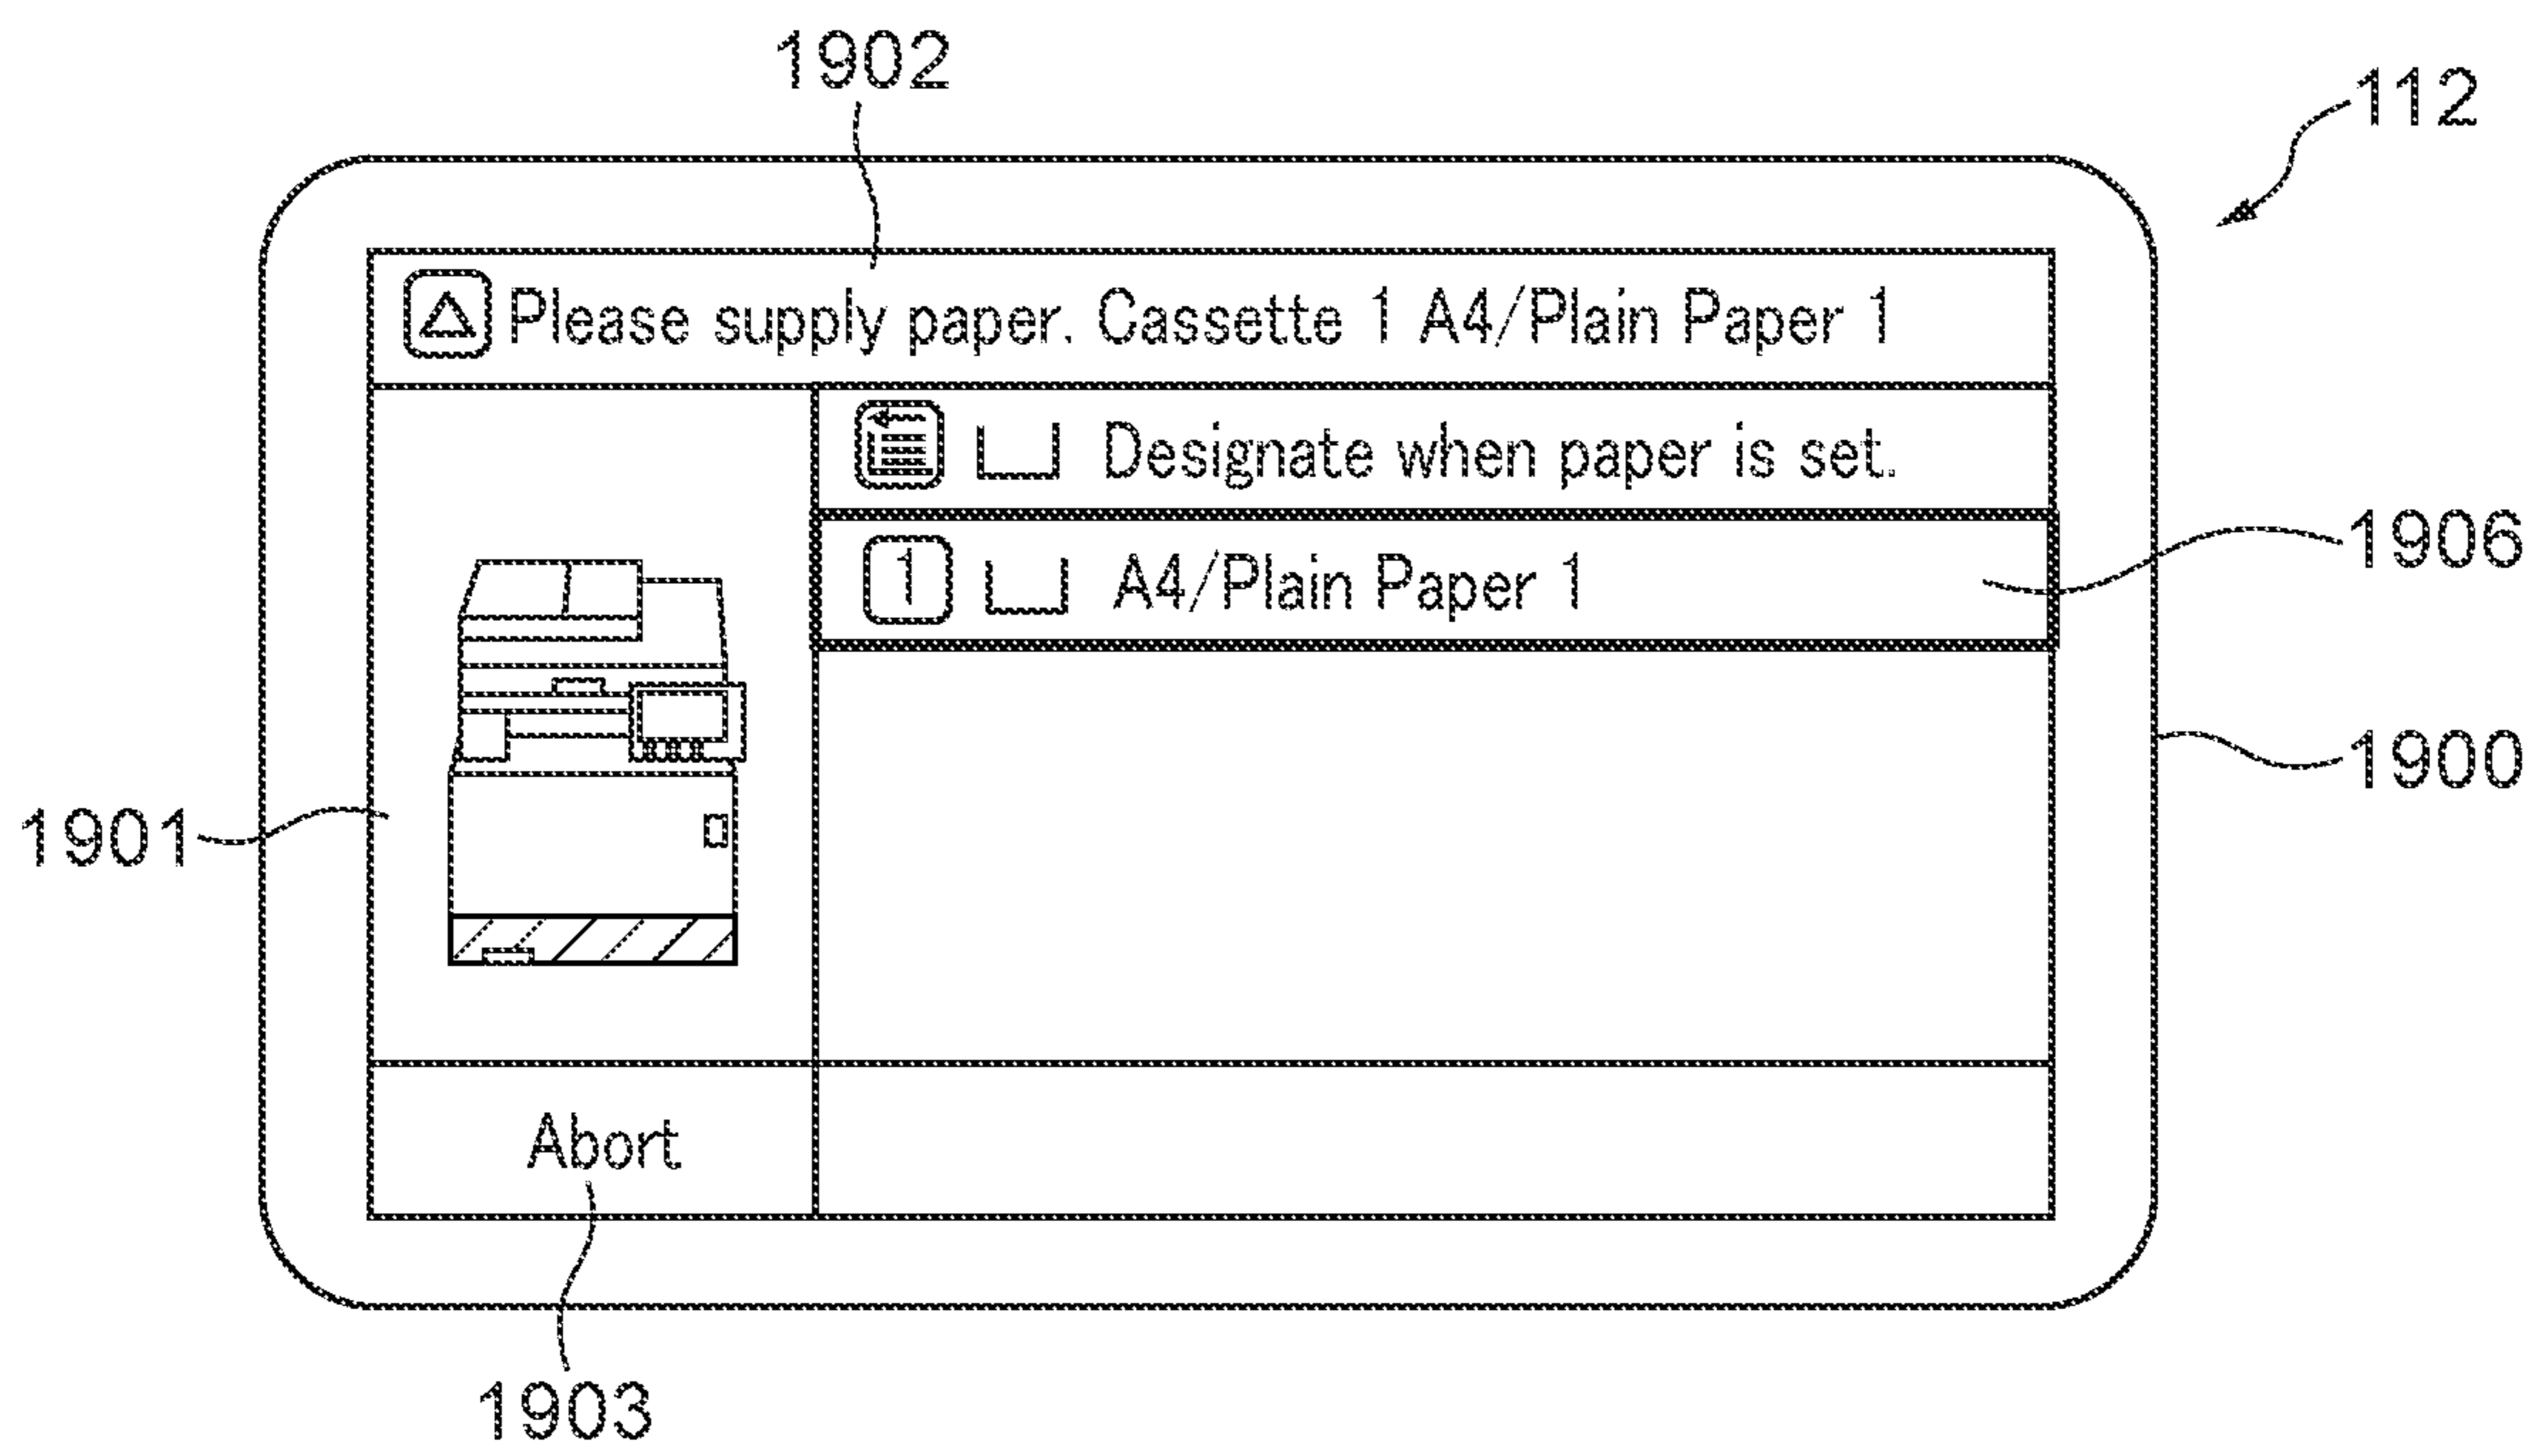 1902
112
Please supply paper. Cassette 1 A4/Plain Paper 1
Designate when paper is set.
1 A4/Plain Paper 1
1906
1900
1901
Abort
1903